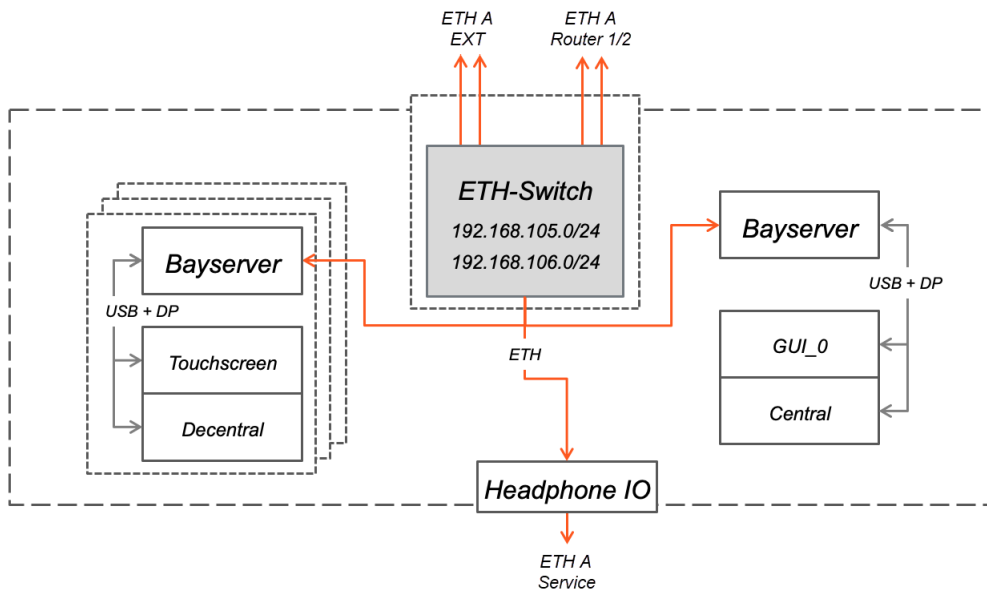 ETH A
EXT
ETH A
Router 1/2
ETH-Switch
192.168.105.0/24
192.168.106.0/24
Bayserver
USB + DP
Touchscreen
Decentral
Bayserver
USB + DP
GUI_0
Central
ETH
Headphone IO
ETH A
Service